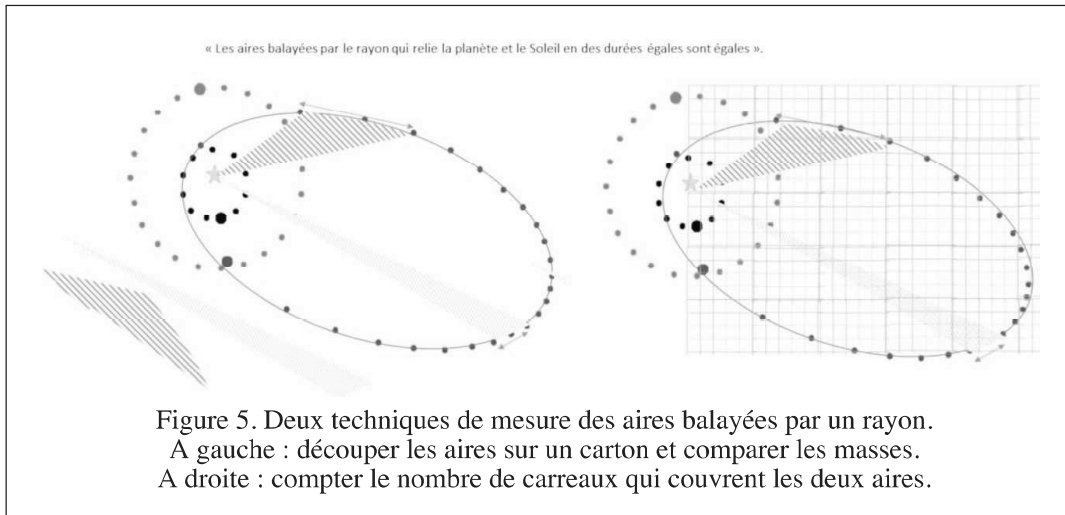 « Les aires balayées par le rayon qui relie la planète et le Soleil en des durées égales sont égales ».
Figure 5. Deux techniques de mesure des aires balayées par un rayon.
A gauche : découper les aires sur un carton et comparer les masses.
A droite : compter le nombre de carreaux qui couvrent les deux aires.